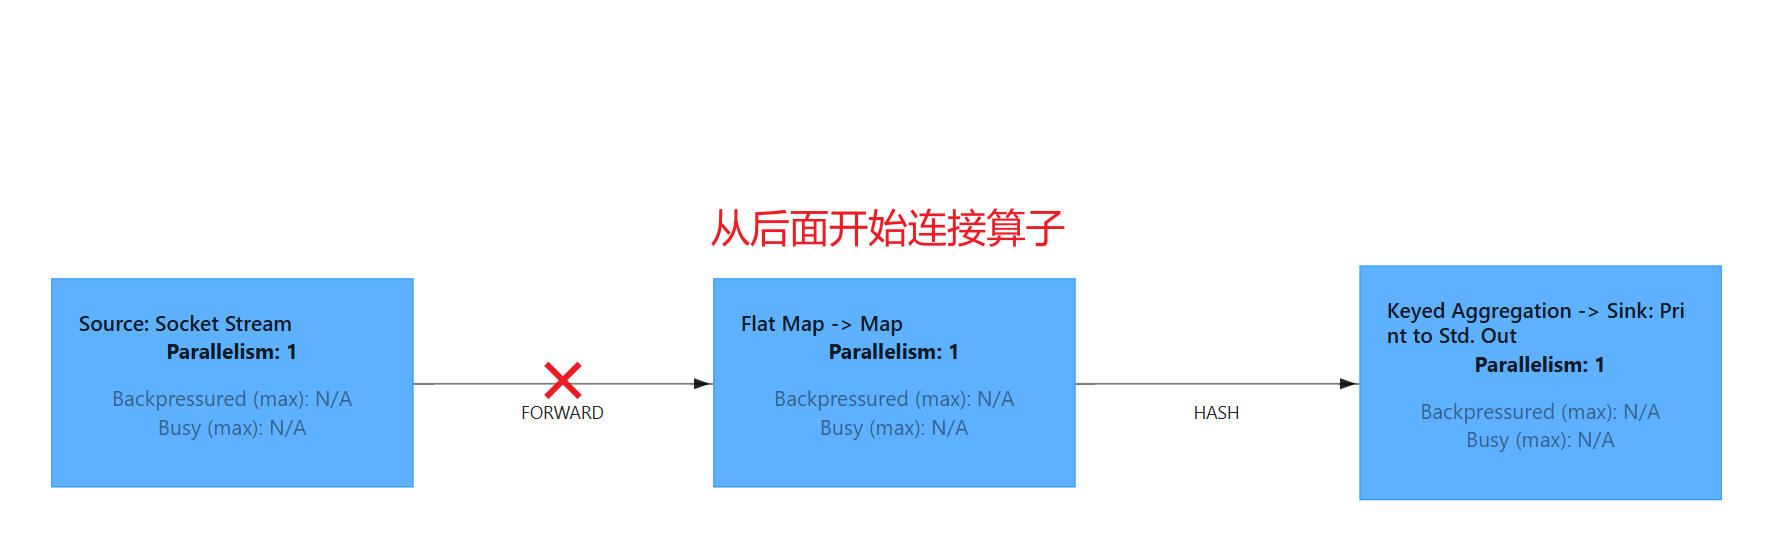 从后面开始连接算子
Source: Socket Stream
Parallelism: 1
Backpressured (max): N/A
Busy (max): N/A
FORWARD
Flat Map -> Map
Parallelism: 1
Backpressured (max): N/A
Busy (max): N/A
HASH
Keyed Aggregation -> Sink: Pri
nt to Std. Out
Parallelism: 1
Backpressured (max): N/A
Busy (max): N/A